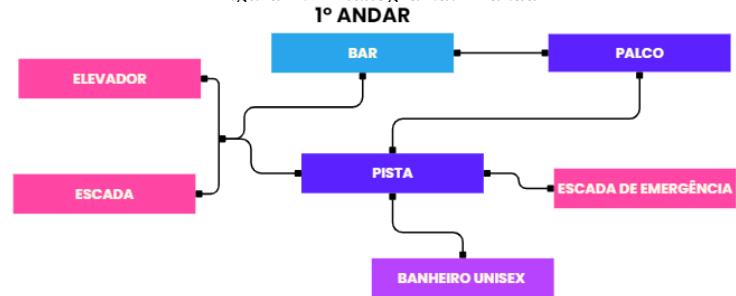 1º ANDAR
BAR
PALCO
ELEVADOR
PISTA
ESCADA
ESCADA DE EMERGÊNCIA
BANHEIRO UNISEX